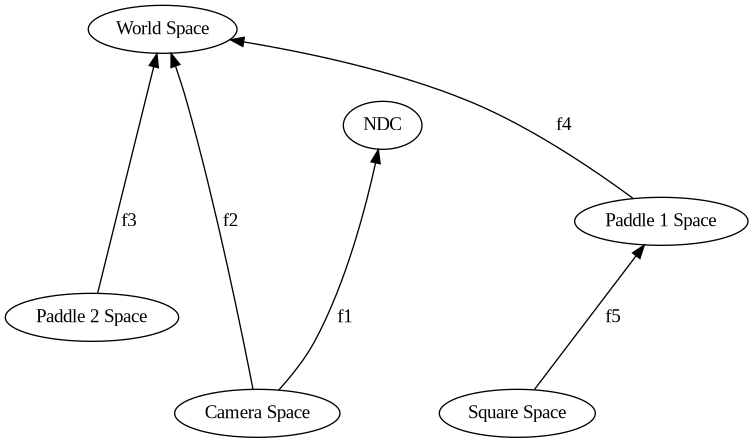 World Space
NDC
f4
f3
f2
Paddle 1 Space
Paddle 2 Space
f1
f5
Camera Space
Square Space